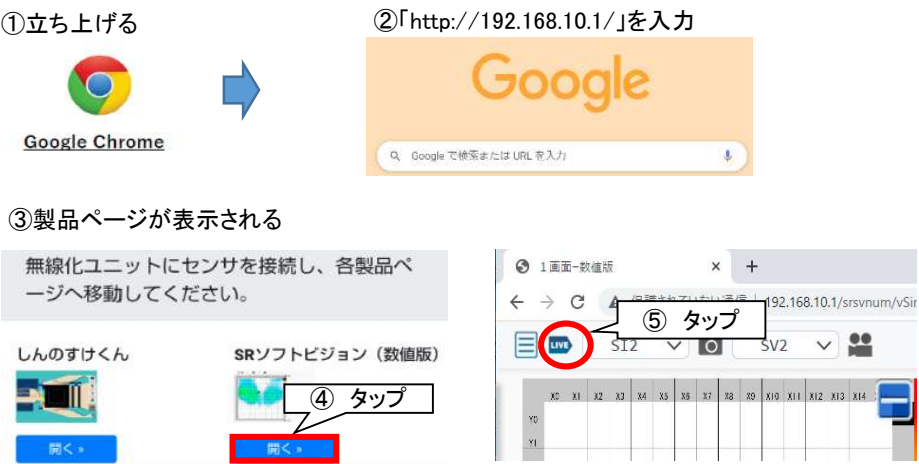 ①立ち上げる
②「http://192.168.10.1/」を入力
Google
Google Chrome
Google で検索または URL を入力
③製品ページが表示される
無線化ユニットにセンサを接続し、各製品ペ
ージへ移動してください。
しんのすけくん
SRソフトビジョン（数値版）
④ タップ
開く »
開く »
1画面-数値版
192.168.10.1/srsvnum/vSin
⑤ タップ
LIVE
SI2
SV2
X0 X1 X2 X3 X4 X5 X6 X7 X8 X9 X10 X11 X12 X13 X14
Y0
Y1